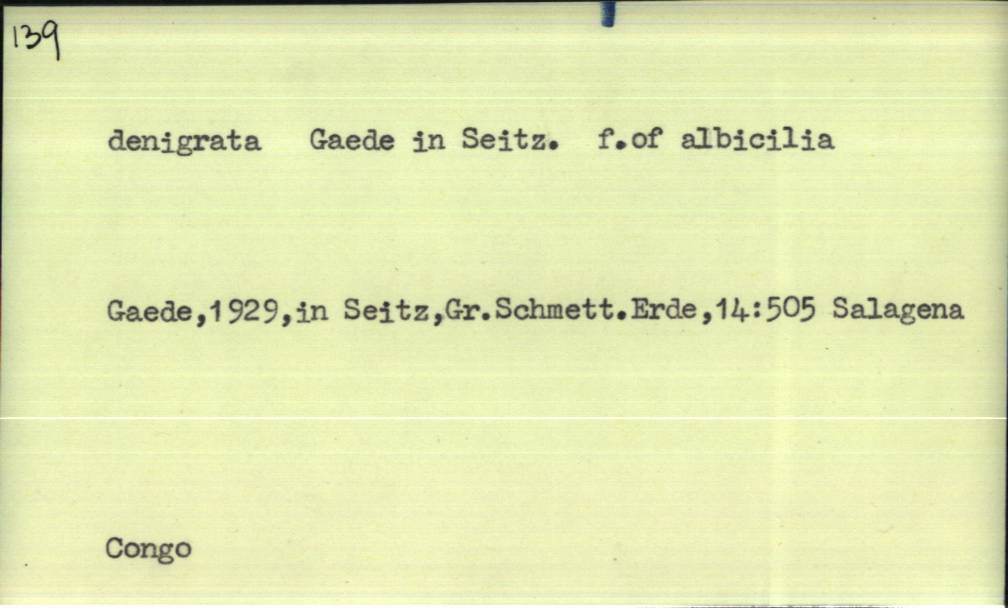 139
denigrata Gaede in Seitz. f.of albicilia
Gaede,1929,in Seitz,Gr.Schmett.Erde,14:505 Salagena
Congo